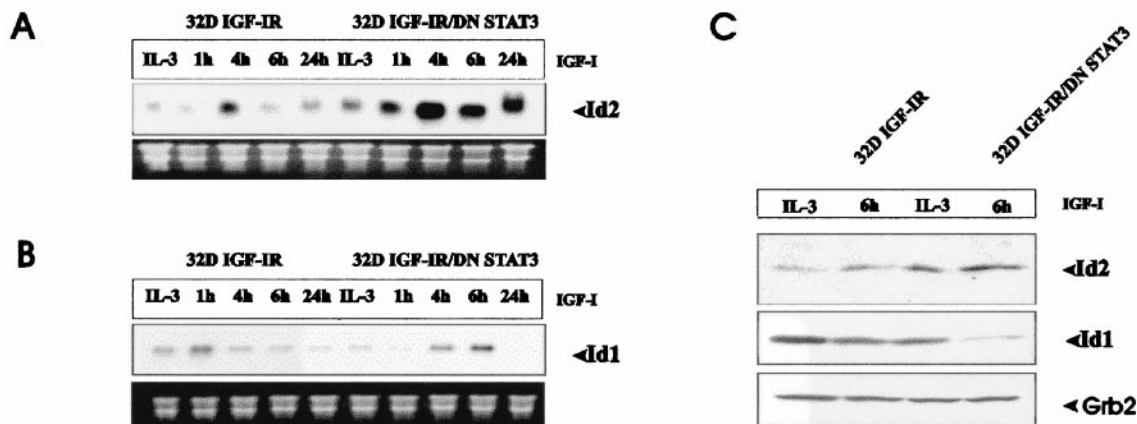 A
32D IGF-IR 32D IGF-IR/DN STAT3
IL-3 1h 4h 6h 24h IL-3 1h 4h 6h 24h IGF-I
◄Id2
B
32D IGF-IR 32D IGF-IR/DN STAT3
IL-3 1h 4h 6h 24h IL-3 1h 4h 6h 24h IGF-I
◄Id1
C
32D IGF-IR
32D IGF-IR/DN STAT3
IL-3 6h IL-3 6h IGF-I
◄Id2
◄Id1
◄Grb2